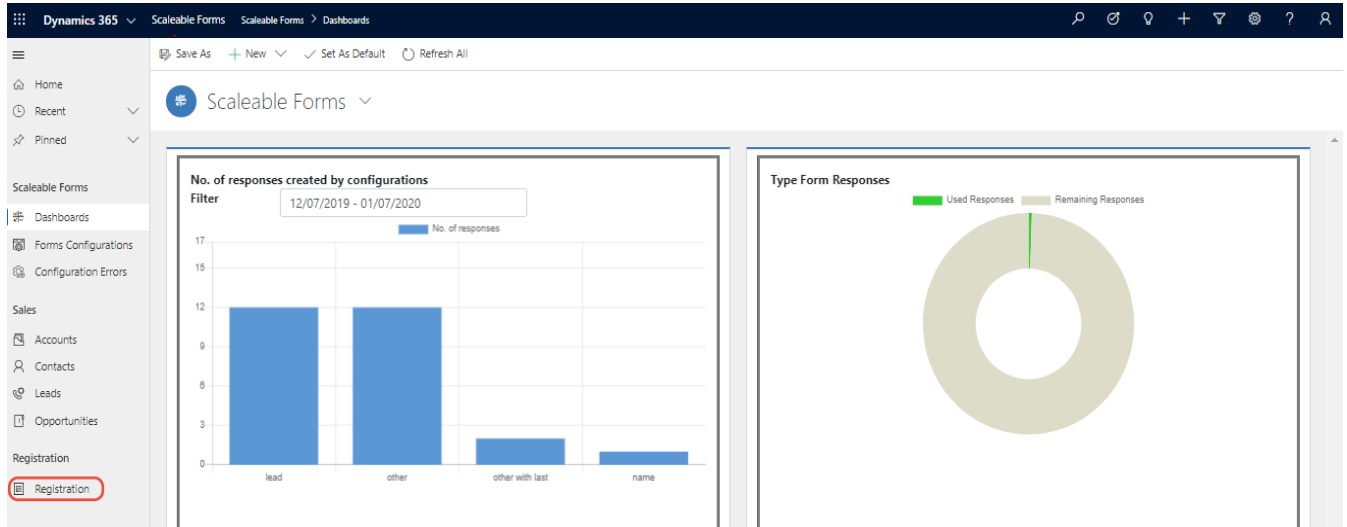 Dynamics 365 Scaleable Forms Scaleable Forms > Dashboards
Save As New Set As Default Refresh All
Home
Recent
Pinned
Scaleable Forms
Dashboards
Forms Configurations
Configuration Errors
Sales
Accounts
Contacts
Leads
Opportunities
Registration
Registration
Scaleable Forms
No. of responses created by configurations
Filter 12/07/2019 - 01/07/2020
No. of responses
17
15
12
9
6
3
0
lead other other with last name
Type Form Responses
Used Responses Remaining Responses